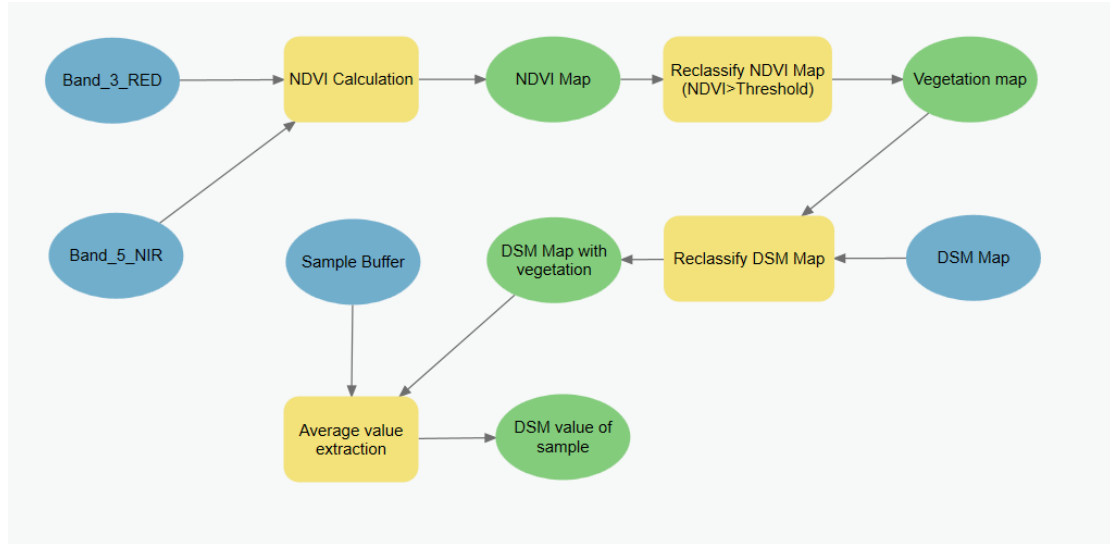 Band_3_RED
NDVI Calculation
NDVI Map
Reclassify NDVI Map
(NDVI>Threshold)
Vegetation map
Band_5_NIR
Sample Buffer
DSM Map with
vegetation
Reclassify DSM Map
DSM Map
Average value
extraction
DSM value of
sample